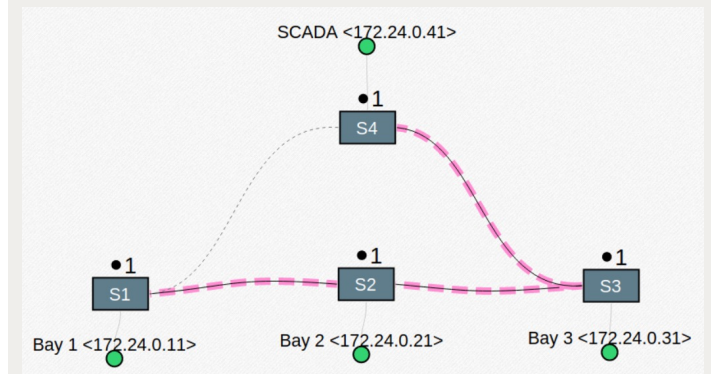 SCADA <172.24.0.41>
1
S4
1
S1
1
S2
1
S3
Bay 1 <172.24.0.11>
Bay 2 <172.24.0.21>
Bay 3 <172.24.0.31>